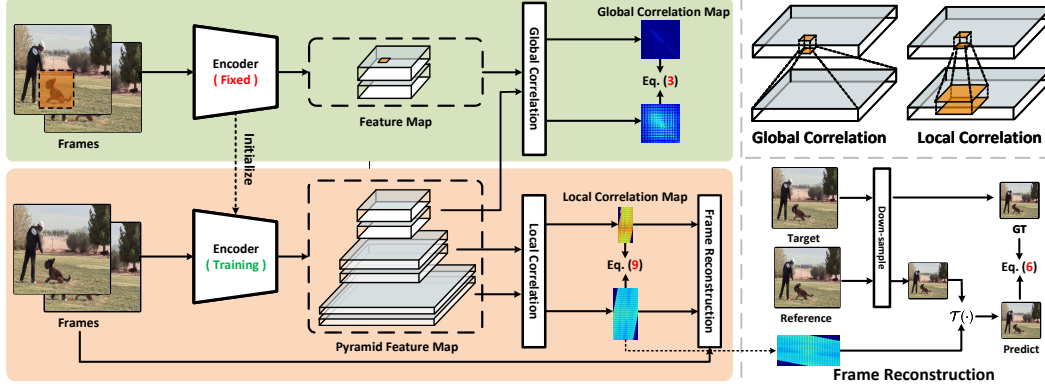 Frames
Encoder
( Fixed )
Initialize
Feature Map
Global Correlation
Global Correlation Map
Eq. (3)
Frames
Encoder
( Training )
Pyramid Feature Map
Local Correlation
Local Correlation Map
Eq. (9)
Frame Reconstruction
Global Correlation
Local Correlation
Target
Reference
Down-sample
GT
Eq. (6)
𝒯(·)
Predict
Frame Reconstruction